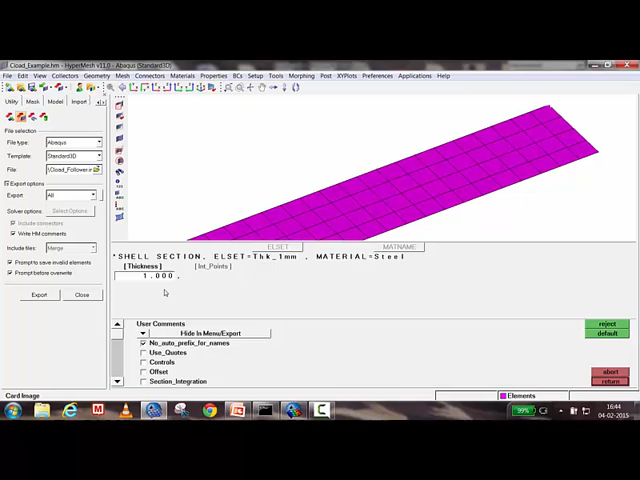 Cload_Example.hm - HyperMesh v11.0 - Abaqus (Standard3D)
File Edit View Collectors Geometry Mesh Connectors Materials Properties BCs Setup Tools Morphing Post XYPlots Preferences Applications Help
Utility Mask Model Import
File selection
File type: Abaqus
Template: Standard3D
File: \Cload_Follower.in
Export options
Export: All
Solver options: Select Options
Include connectors
Write HM comments
Include files: Merge
Prompt to save invalid elements
Prompt before overwrite
Export Close
ELSET MATNAME
*SHELL SECTION, ELSET=Thk_1mm , MATERIAL=Steel
[Thickness] [Int_Points]
1.000 ,
User Comments
Hide In Menu/Export
No_auto_prefix_for_names
Use_Quotes
Controls
Offset
Section_Integration
reject
default
abort
return
Card Image
Elements
99%
16:44
04-02-2015